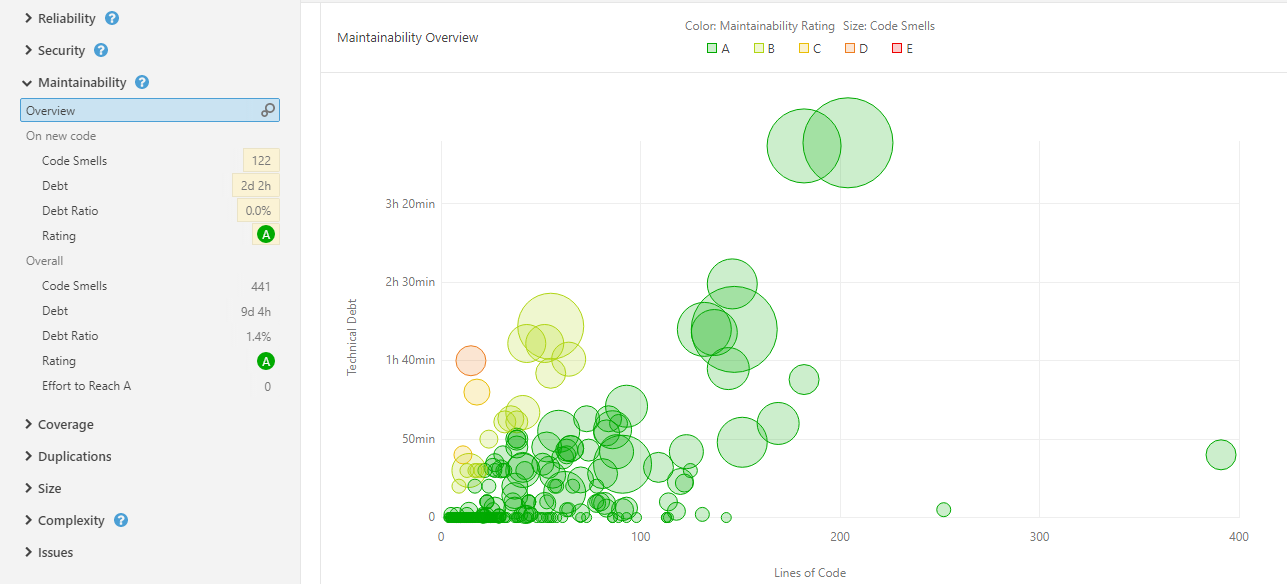 Reliability ?
Security ?
Maintainability ?
Overview
On new code
Code Smells 122
Debt 2d 2h
Debt Ratio 0.0%
Rating A
Overall
Code Smells 441
Debt 9d 4h
Debt Ratio 1.4%
Rating A
Effort to Reach A 0
Coverage
Duplications
Size
Complexity ?
Issues
Maintainability Overview
Color: Maintainability Rating Size: Code Smells
A B C D E
Technical Debt
3h 20min
2h 30min
1h 40min
50min
0
0 100 200 300 400
Lines of Code